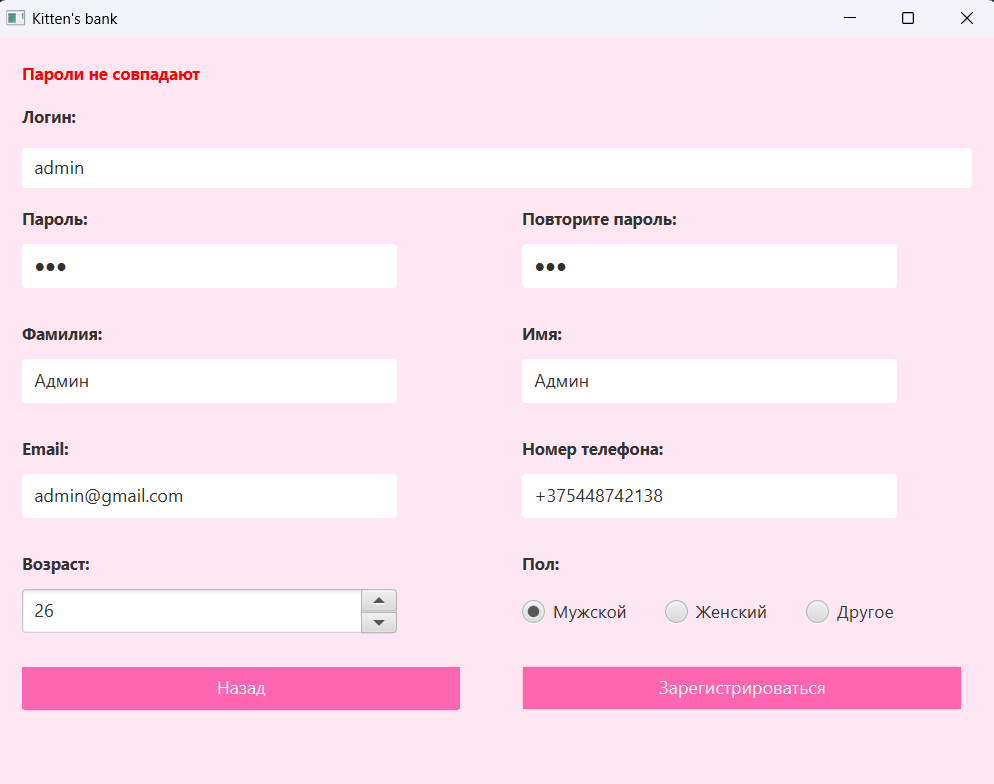 Kitten's bank
Пароли не совпадают
Логин:
admin
Пароль: Повторите пароль:
●●● ●●●
Фамилия: Имя:
Админ Админ
Email: Номер телефона:
admin@gmail.com +375448742138
Возраст: Пол:
26 Мужской Женский Другое
Назад Зарегистрироваться